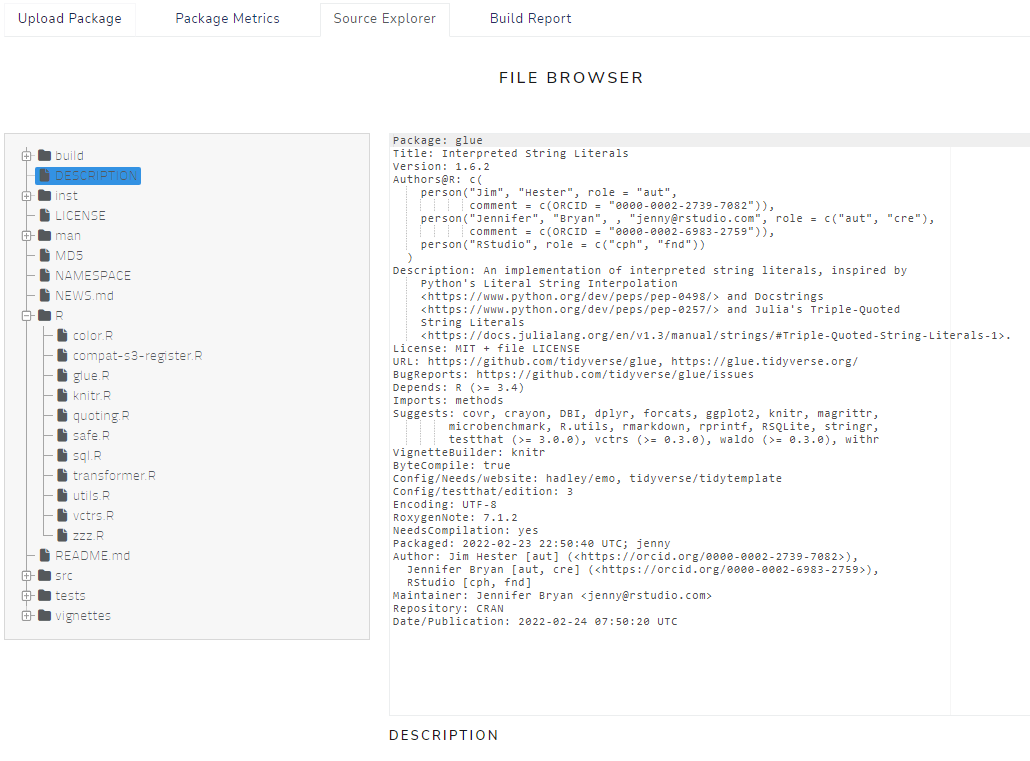 Upload Package Package Metrics Source Explorer Build Report
FILE BROWSER
build
DESCRIPTION
inst
LICENSE
man
MD5
NAMESPACE
NEWS.md
R
color.R
compat-s3-register.R
glue.R
knitr.R
quoting.R
safe.R
sql.R
transformer.R
utils.R
vctrs.R
zzz.R
README.md
src
tests
vignettes
Package: glue
Title: Interpreted String Literals
Version: 1.6.2
Authors@R: c(
person("Jim", "Hester", role = "aut",
comment = c(ORCID = "0000-0002-2739-7082")),
person("Jennifer", "Bryan", , "jenny@rstudio.com", role = c("aut", "cre"),
comment = c(ORCID = "0000-0002-6983-2759")),
person("RStudio", role = c("cph", "fnd"))
)
Description: An implementation of interpreted string literals, inspired by
Python's Literal String Interpolation
<https://www.python.org/dev/peps/pep-0498/> and Docstrings
<https://www.python.org/dev/peps/pep-0257/> and Julia's Triple-Quoted
String Literals
<https://docs.julialang.org/en/v1.3/manual/strings/#Triple-Quoted-String-Literals-1>.
License: MIT + file LICENSE
URL: https://github.com/tidyverse/glue, https://glue.tidyverse.org/
BugReports: https://github.com/tidyverse/glue/issues
Depends: R (>= 3.4)
Imports: methods
Suggests: covr, crayon, DBI, dplyr, forcats, ggplot2, knitr, magrittr,
microbenchmark, R.utils, rmarkdown, rprintf, RSQLite, stringr,
testthat (>= 3.0.0), vctrs (>= 0.3.0), waldo (>= 0.3.0), withr
VignetteBuilder: knitr
ByteCompile: true
Config/Needs/website: hadley/emo, tidyverse/tidytemplate
Config/testthat/edition: 3
Encoding: UTF-8
RoxygenNote: 7.1.2
NeedsCompilation: yes
Packaged: 2022-02-23 22:50:40 UTC; jenny
Author: Jim Hester [aut] (<https://orcid.org/0000-0002-2739-7082>),
Jennifer Bryan [aut, cre] (<https://orcid.org/0000-0002-6983-2759>),
RStudio [cph, fnd]
Maintainer: Jennifer Bryan <jenny@rstudio.com>
Repository: CRAN
Date/Publication: 2022-02-24 07:50:20 UTC
DESCRIPTION